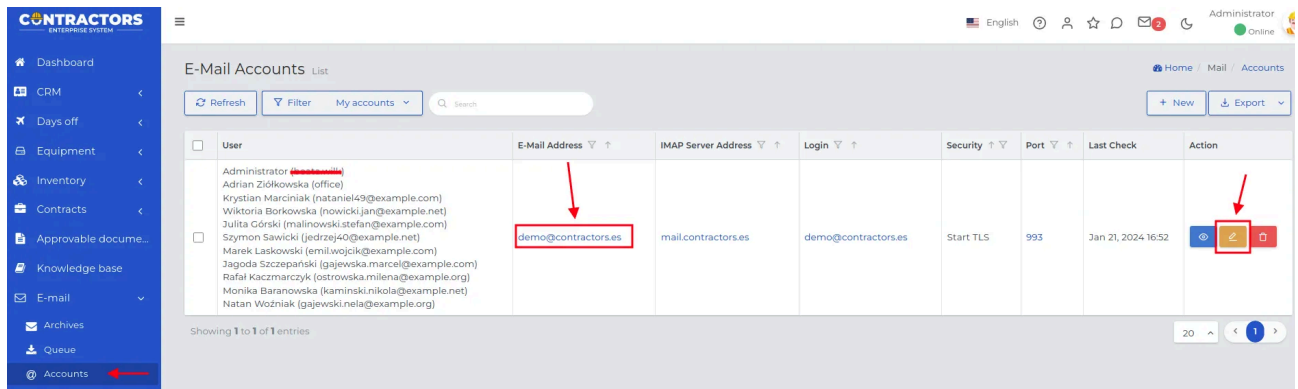 CONTRACTORS
ENTERPRISE SYSTEM
English
2
Administrator
Online
Dashboard
CRM
Days off
Equipment
Inventory
Contracts
Approvable docume...
Knowledge base
E-mail
Archives
Queue
@ Accounts
E-Mail Accounts List
Home / Mail / Accounts
Refresh
Filter
My accounts
Search
+ New
Export
User
E-Mail Address
IMAP Server Address
Login
Security
Port
Last Check
Action
Administrator
Adrian Ziółkowska (office)
Krystian Marciniak (nataniel49@example.com)
Wiktoria Borkowska (nowicki.jan@example.net)
Julita Górski (malinowski.stefan@example.com)
Szymon Sawicki (jedrzej40@example.net)
Marek Laskowski (emil.wojcik@example.com)
Jagoda Szczepański (gajewska.marcel@example.com)
Rafał Kaczmarczyk (ostrowska.milena@example.org)
Monika Baranowska (kaminski.nikola@example.net)
Natan Woźniak (gajewski.nela@example.org)
demo@contractors.es
mail.contractors.es
demo@contractors.es
Start TLS
993
Jan 21, 2024 16:52
Showing 1 to 1 of 1 entries
20
1